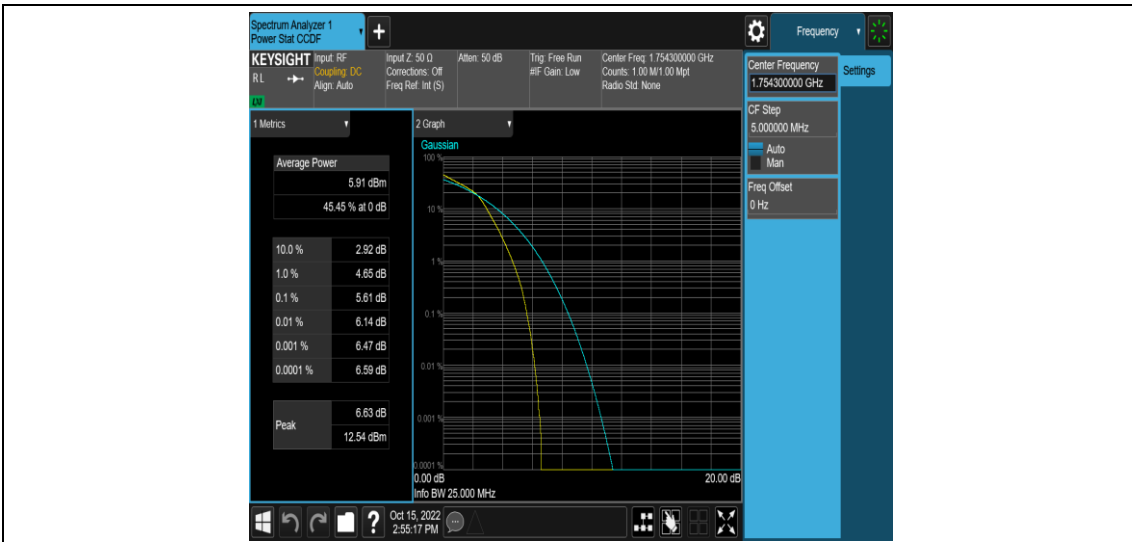 Spectrum Analyzer 1
Power Stat CCDF
+
Frequency
KEYSIGHT
R L
LNI
Input: RF
Coupling: DC
Align: Auto
Input Z: 50 Ω
Corrections: Off
Freq Ref: Int (S)
Atten: 50 dB
Trig: Free Run
#IF Gain: Low
Center Freq: 1.754300000 GHz
Counts: 1.00 M/1.00 Mpt
Radio Std: None
Center Frequency
1.754300000 GHz
Settings
CF Step
5.000000 MHz
Auto
Man
Freq Offset
0 Hz
1 Metrics
Average Power
5.91 dBm
45.45 % at 0 dB
10.0 % 2.92 dB
1.0 % 4.65 dB
0.1 % 5.61 dB
0.01 % 6.14 dB
0.001 % 6.47 dB
0.0001 % 6.59 dB
Peak
6.63 dB
12.54 dBm
2 Graph
Gaussian
100 %
10 %
1 %
0.1 %
0.01 %
0.001 %
0.0001 %
0.00 dB
20.00 dB
Info BW 25.000 MHz
?
Oct 15, 2022
2:55:17 PM